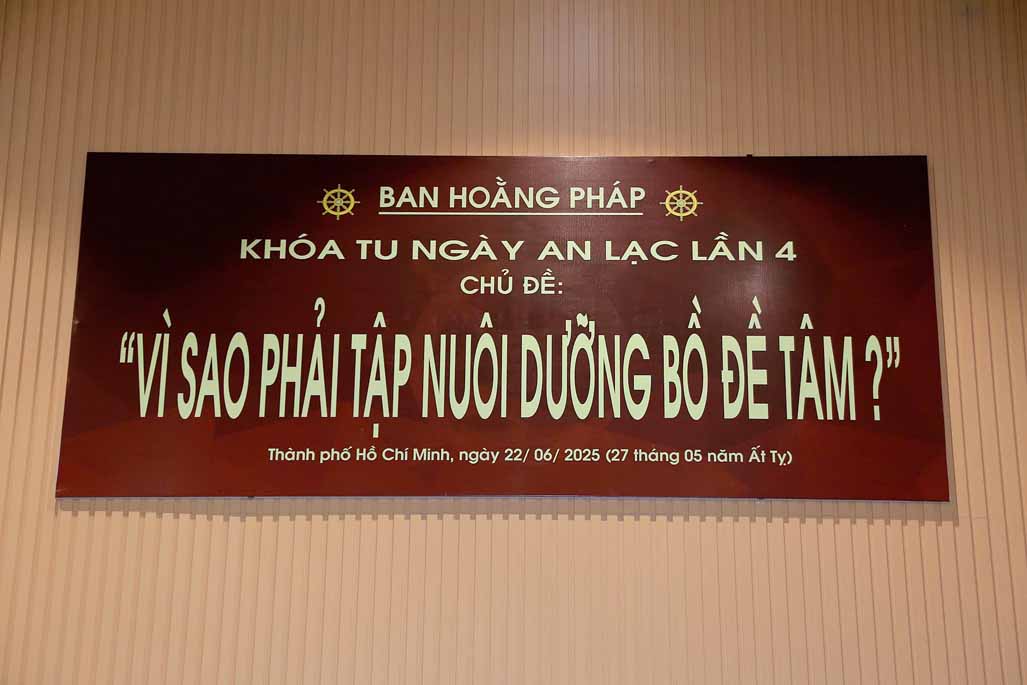 BAN HOẰNG PHÁP
KHÓA TU NGÀY AN LẠC LẦN 4
CHỦ ĐỀ:
“VÌ SAO PHẢI TẬP NUÔI DƯỠNG BỒ ĐỀ TÂM ?”
Thành phố Hồ Chí Minh, ngày 22/ 06/ 2025 (27 tháng 05 năm Ất Tỵ)